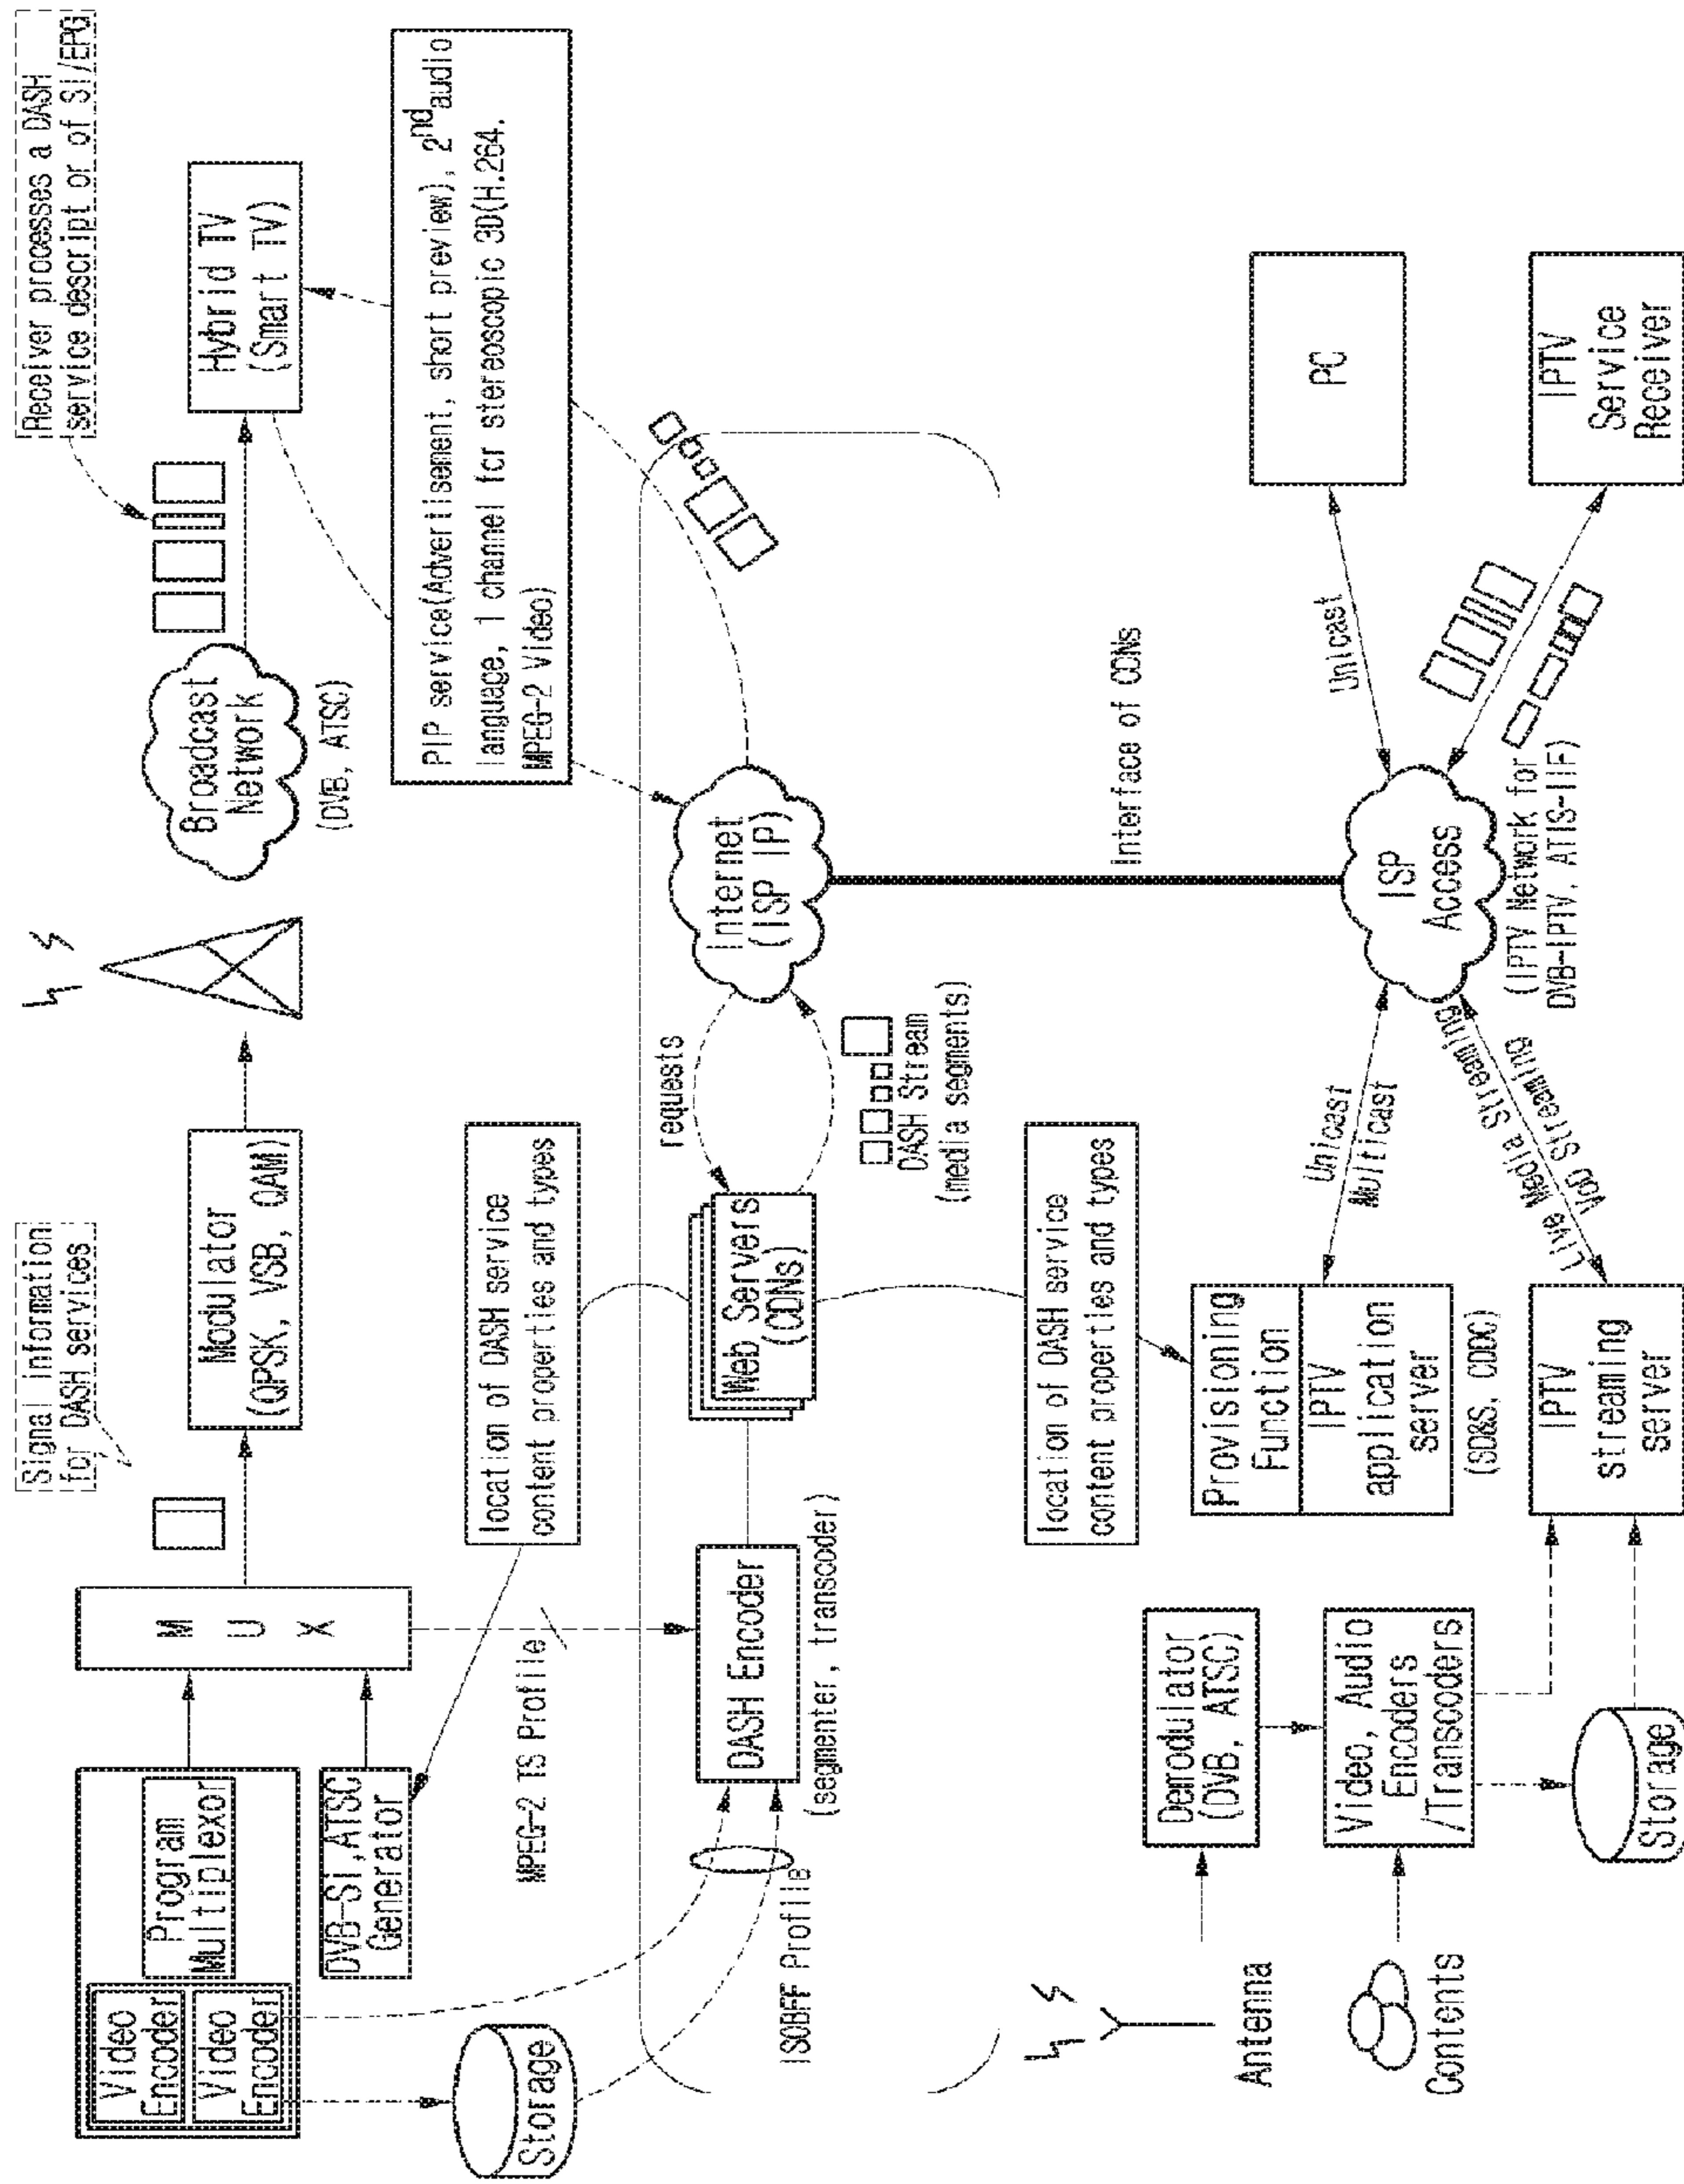 Signal information
for DASH services
Receiver processes a DASH
service descript or of SI/EPG
Video
Encoder
Video
Encoder
Program
Multiplexor
DVB-SI,ATSC
Generator
M
U
X
Modulator
(QPSK, VSB, QAM)
Broadcast
Network
(DVB, ATSC)
Hybrid TV
(Smart TV)
Storage
MPEG-2 TS Profile
location of DASH service
content properties and types
PIP service(Advertisement, short preview), 2nd audio
language, 1 channel for stereoscopic 3D(H.264,
MPEG-2 Video)
ISOBFF Profile
DASH Encoder
(segmenter, transcoder)
Web Servers
(CDNs)
requests
DASH Stream
(media segments)
Internet
(ISP IP)
location of DASH service
content properties and types
Interface of CDNs
Antenna
Demodulator
(DVB, ATSC)
Contents
Video, Audio
Encoders
/Transcoders
Storage
Provisioning
Function
IPTV
application
server
(SD&S, CDDC)
IPTV
streaming
server
Unicast
Multicast
Live Media Streaming
VoD Streaming
ISP
Access
(IPTV Network for
DVB-IPTV, ATIS-IIF)
Unicast
PC
IPTV
Service
Receiver